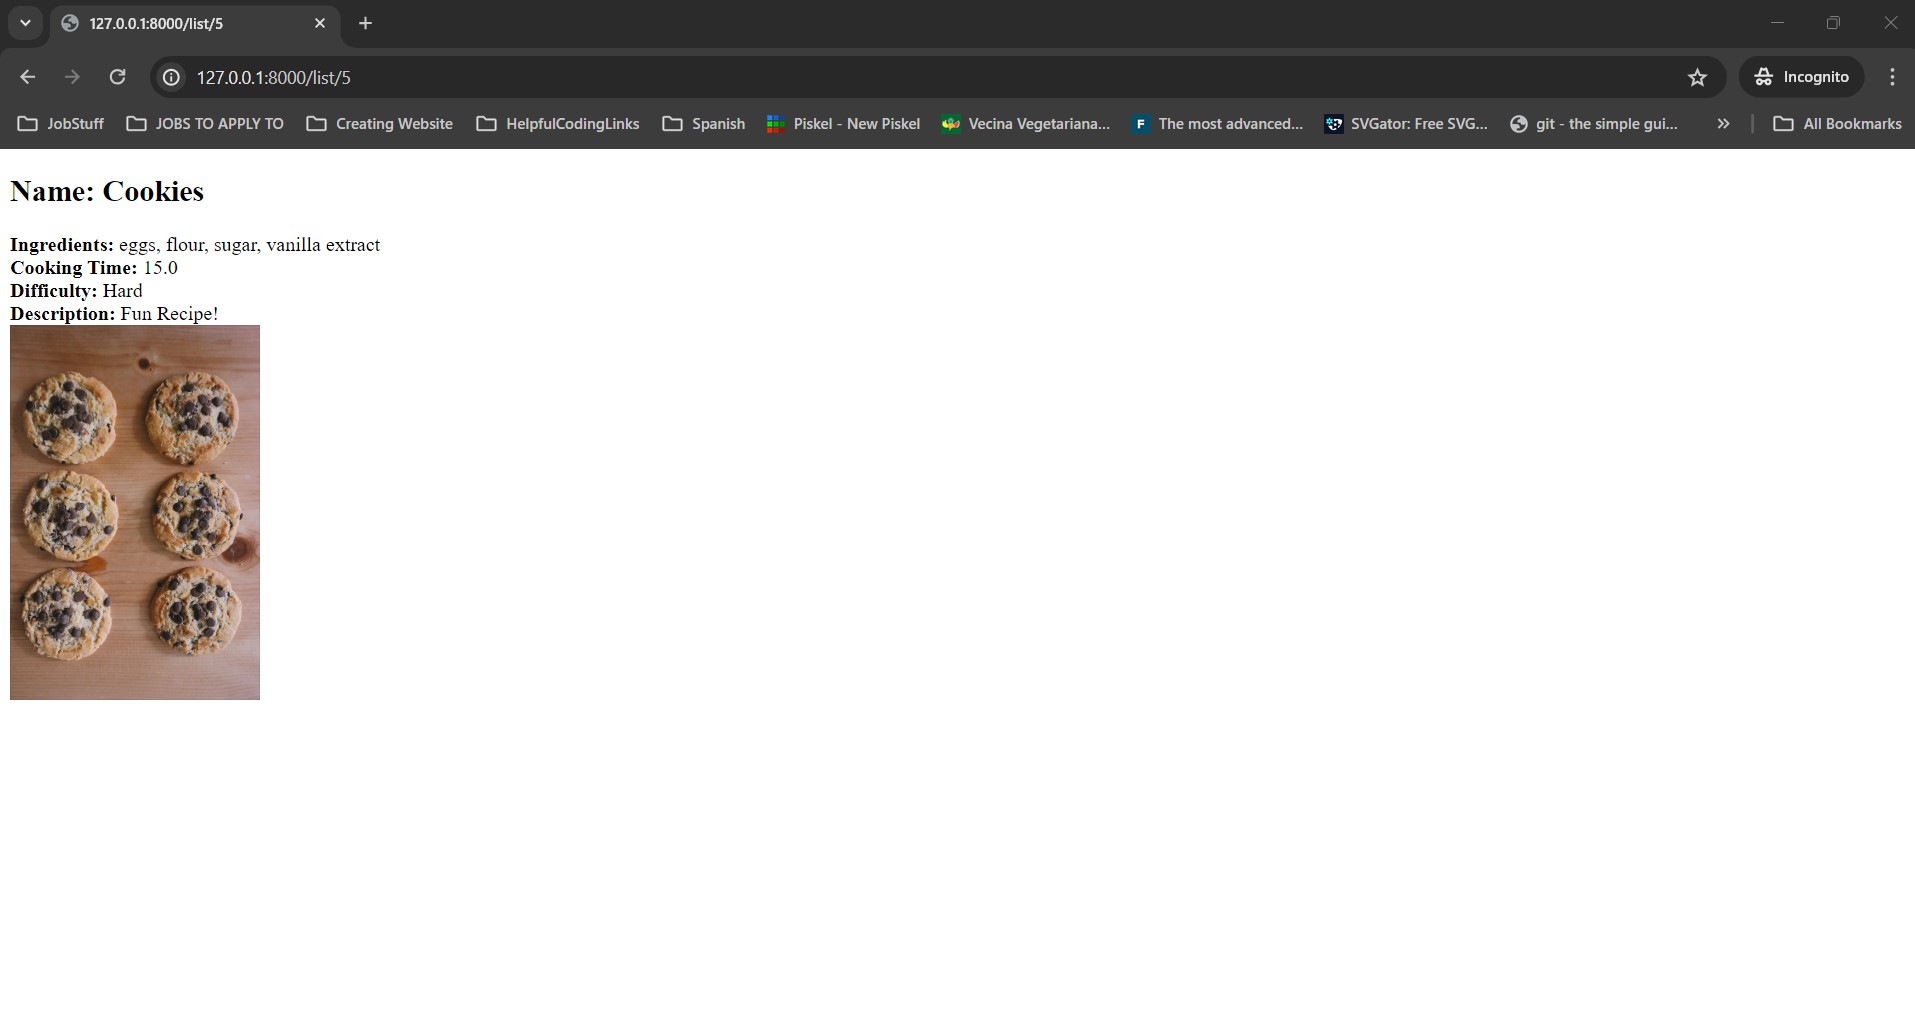 127.0.0.1:8000/list/5
127.0.0.1:8000/list/5
Incognito
JobStuff
JOBS TO APPLY TO
Creating Website
HelpfulCodingLinks
Spanish
Piskel - New Piskel
Vecina Vegetariana...
F
The most advanced...
SVGator: Free SVG...
git - the simple gui...
All Bookmarks
Name: Cookies
Ingredients: eggs, flour, sugar, vanilla extract
Cooking Time: 15.0
Difficulty: Hard
Description: Fun Recipe!